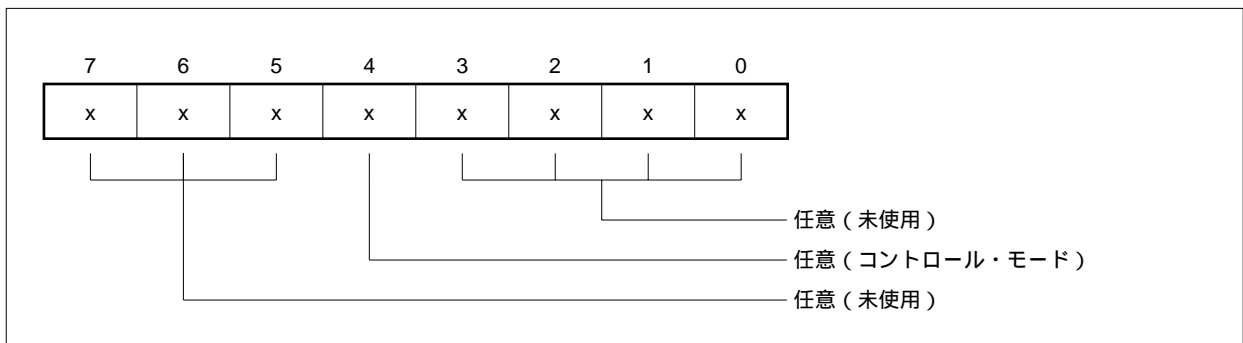 7 6 5 4 3 2 1 0
x x x x x x x x
任意（未使用）
任意（コントロール・モード）
任意（未使用）